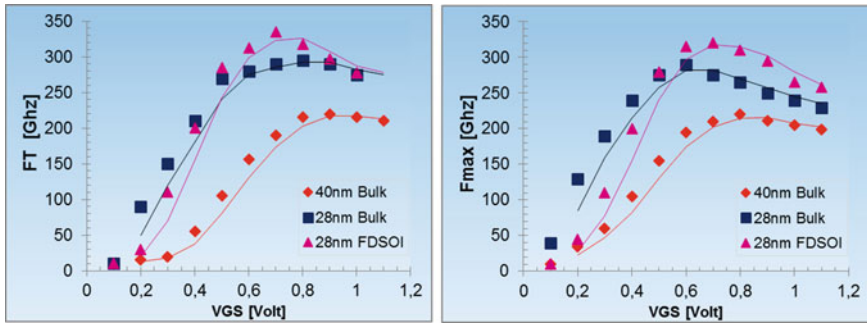 FT [Ghz]
350
300
250
200
150
100
50
0
40nm Bulk
28nm Bulk
28nm FDSOI
0 0,2 0,4 0,6 0,8 1 1,2
VGS [Volt]
Fmax [Ghz]
350
300
250
200
150
100
50
0
40nm Bulk
28nm Bulk
28nm FDSOI
0 0,2 0,4 0,6 0,8 1 1,2
VGS [Volt]